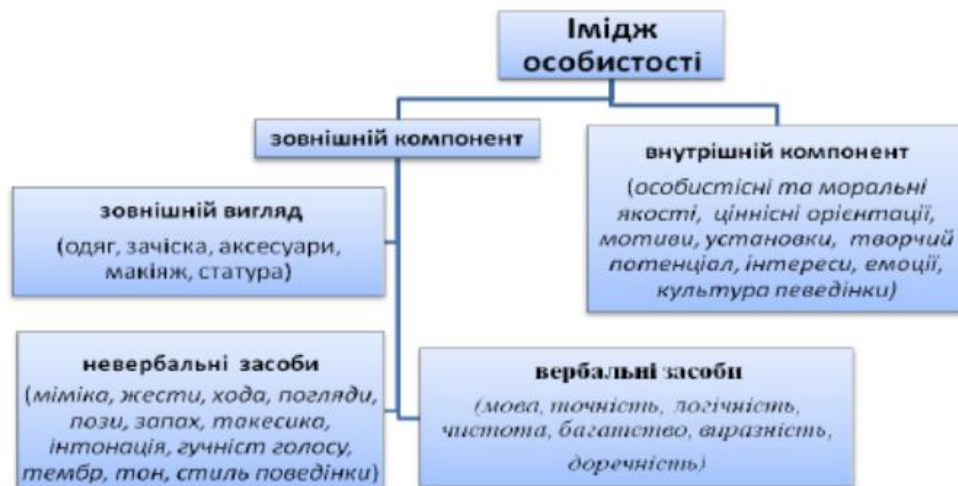 Імідж
особистості
зовнішній компонент
внутрішній компонент
(особистісні та моральні
якості, ціннісні орієнтації,
мотиви, установки, творчий
потенціал, інтереси, емоції,
культура певедінки)
зовнішній вигляд
(одяг, зачіска, аксесуари,
макіяж, статура)
невербальні засоби
(міміка, жести, хода, погляди,
пози, запах, такесика,
інтонація, гучніст голосу,
тембр, тон, стиль поведінки)
вербальні засоби
(мова, точність, логічність,
чистота, багатство, виразність,
доречність)